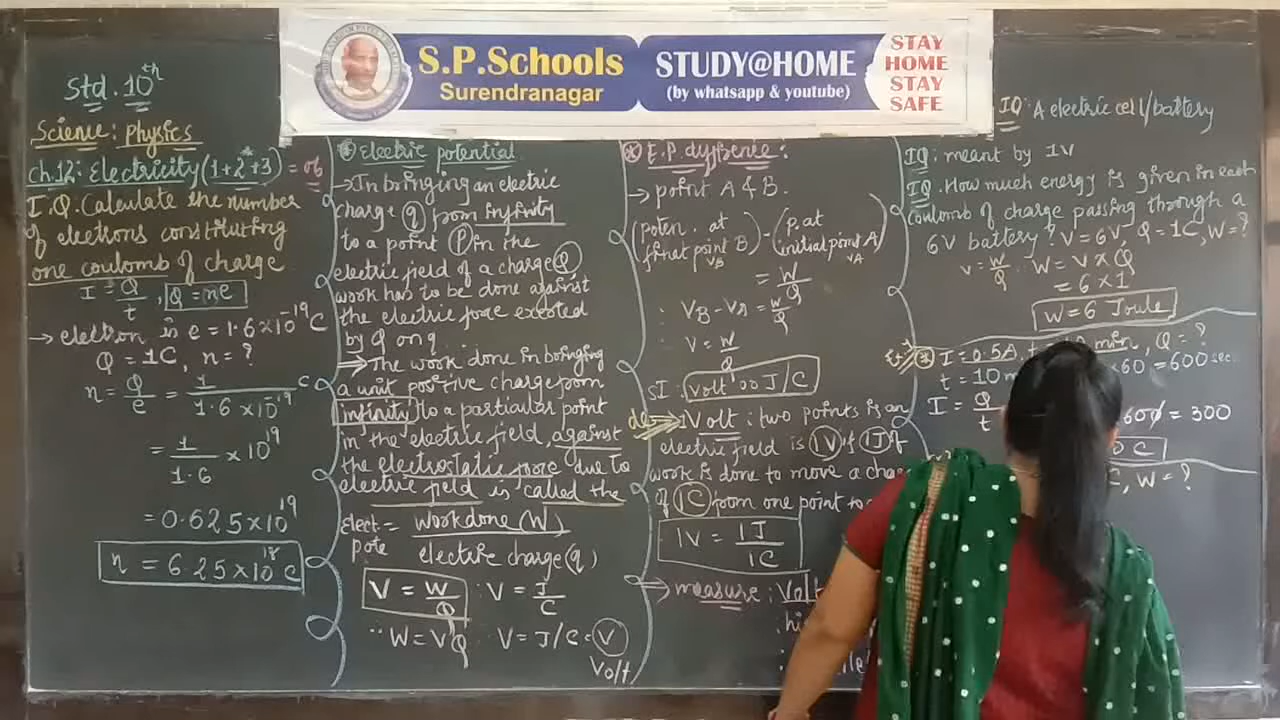 S.P.Schools
Surendranagar
STUDY@HOME
(by whatsapp & youtube)
STAY
HOME
STAY
SAFE
Std. 10th
Science: physics
Ch.12: Electricity (1+2*+3) = 06
I.Q. Calculate the number
of electrons constituting
one coulomb of charge
I = Q/t, Q = ne
→ electron is e = 1.6×10^-19 C
Q = 1C, n = ?
n = Q/e = 1/1.6×10^-19 C
= 1/1.6 × 10^19
= 0.625×10^19
n = 6.25×10^18 C
* Electric potential
→ In bringing an electric
charge q from infinity
to a point P in the
electric field of a charge Q
work has to be done against
the electric force exerted
by Q on q.
→ The work done in bringing
a unit positive charge from
infinity to a particular point
in the electric field, against
the electrostatic force due to
electric field is called the
Elect. pote = Work done (W)/electric charge (q)
V = W/Q ∴ V = J/C
∴ W = VQ V = J/C = V
Volt
* E.P. difference:
→ point A & B.
(poten. at final point B) - (p. at initial point A)
VB VA
= W/Q
∴ VB - VA = W/Q
∴ V = W/Q
SI: volt or J/C
def → 1Volt: two points is an
electric field is 1V if 1J of
work is done to move a
of 1C from one point to
1V = 1J/1C
→ measure: Volt
IQ: A electric cell/battery
IQ: meant by 1V
IQ. How much energy is given in each
coulomb of charge passing through a
6V battery? V = 6V, Q = 1C, W = ?
V = W/Q ∴ W = V×Q
= 6×1
W = 6 Joule
* I = 0.5A, min, Q = ?
t = 10 ×60 = 600 sec
I = Q/t
600 = 300
C
C, W = ?